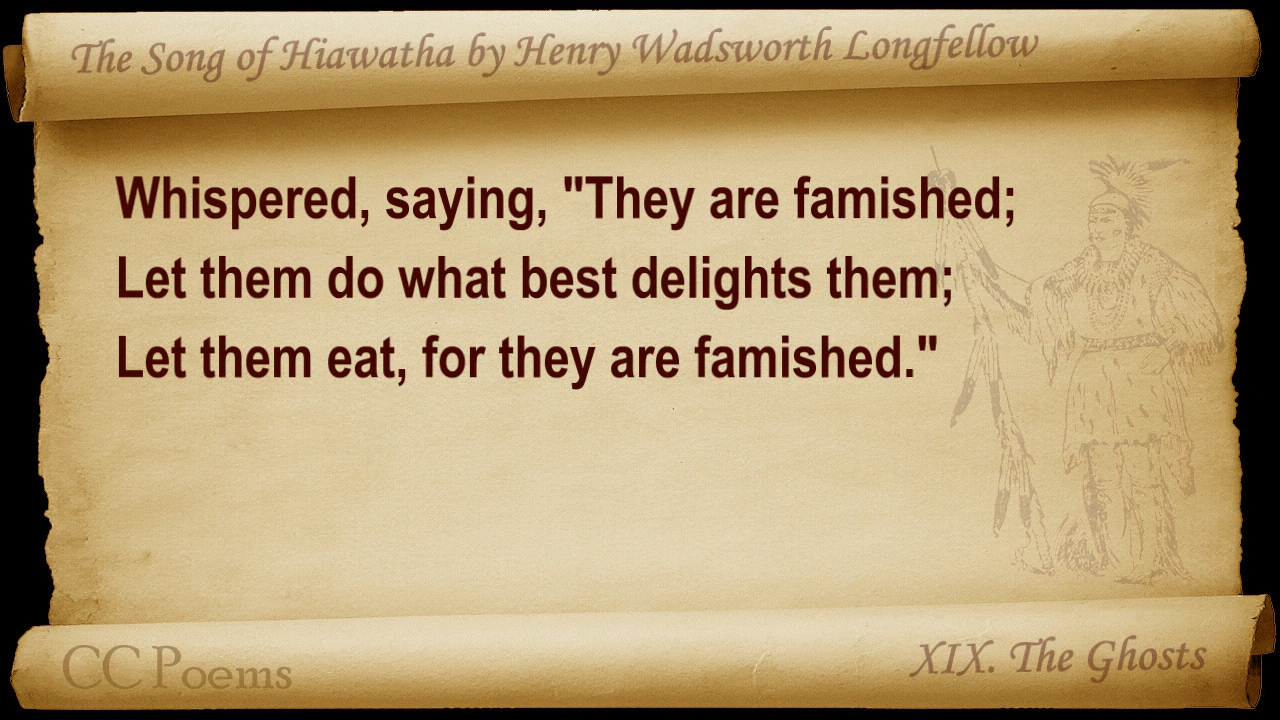 The Song of Hiawatha by Henry Wadsworth Longfellow
Whispered, saying, "They are famished;
Let them do what best delights them;
Let them eat, for they are famished."
CC Poems
XIX. The Ghosts